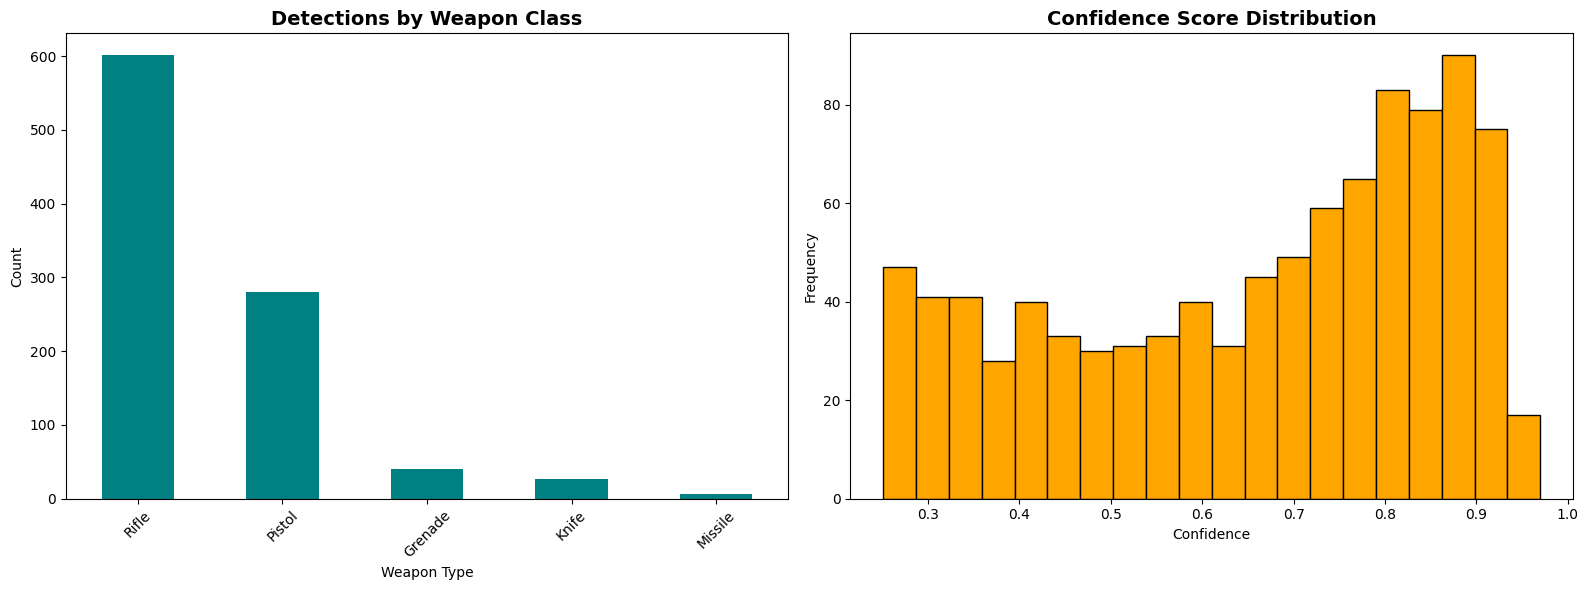 Detections by Weapon Class
600
500
400
300
200
100
0
Count
Rifle
Pistol
Grenade
Knife
Missile
Weapon Type
Confidence Score Distribution
80
60
40
20
0
Frequency
0.3
0.4
0.5
0.6
0.7
0.8
0.9
1.0
Confidence